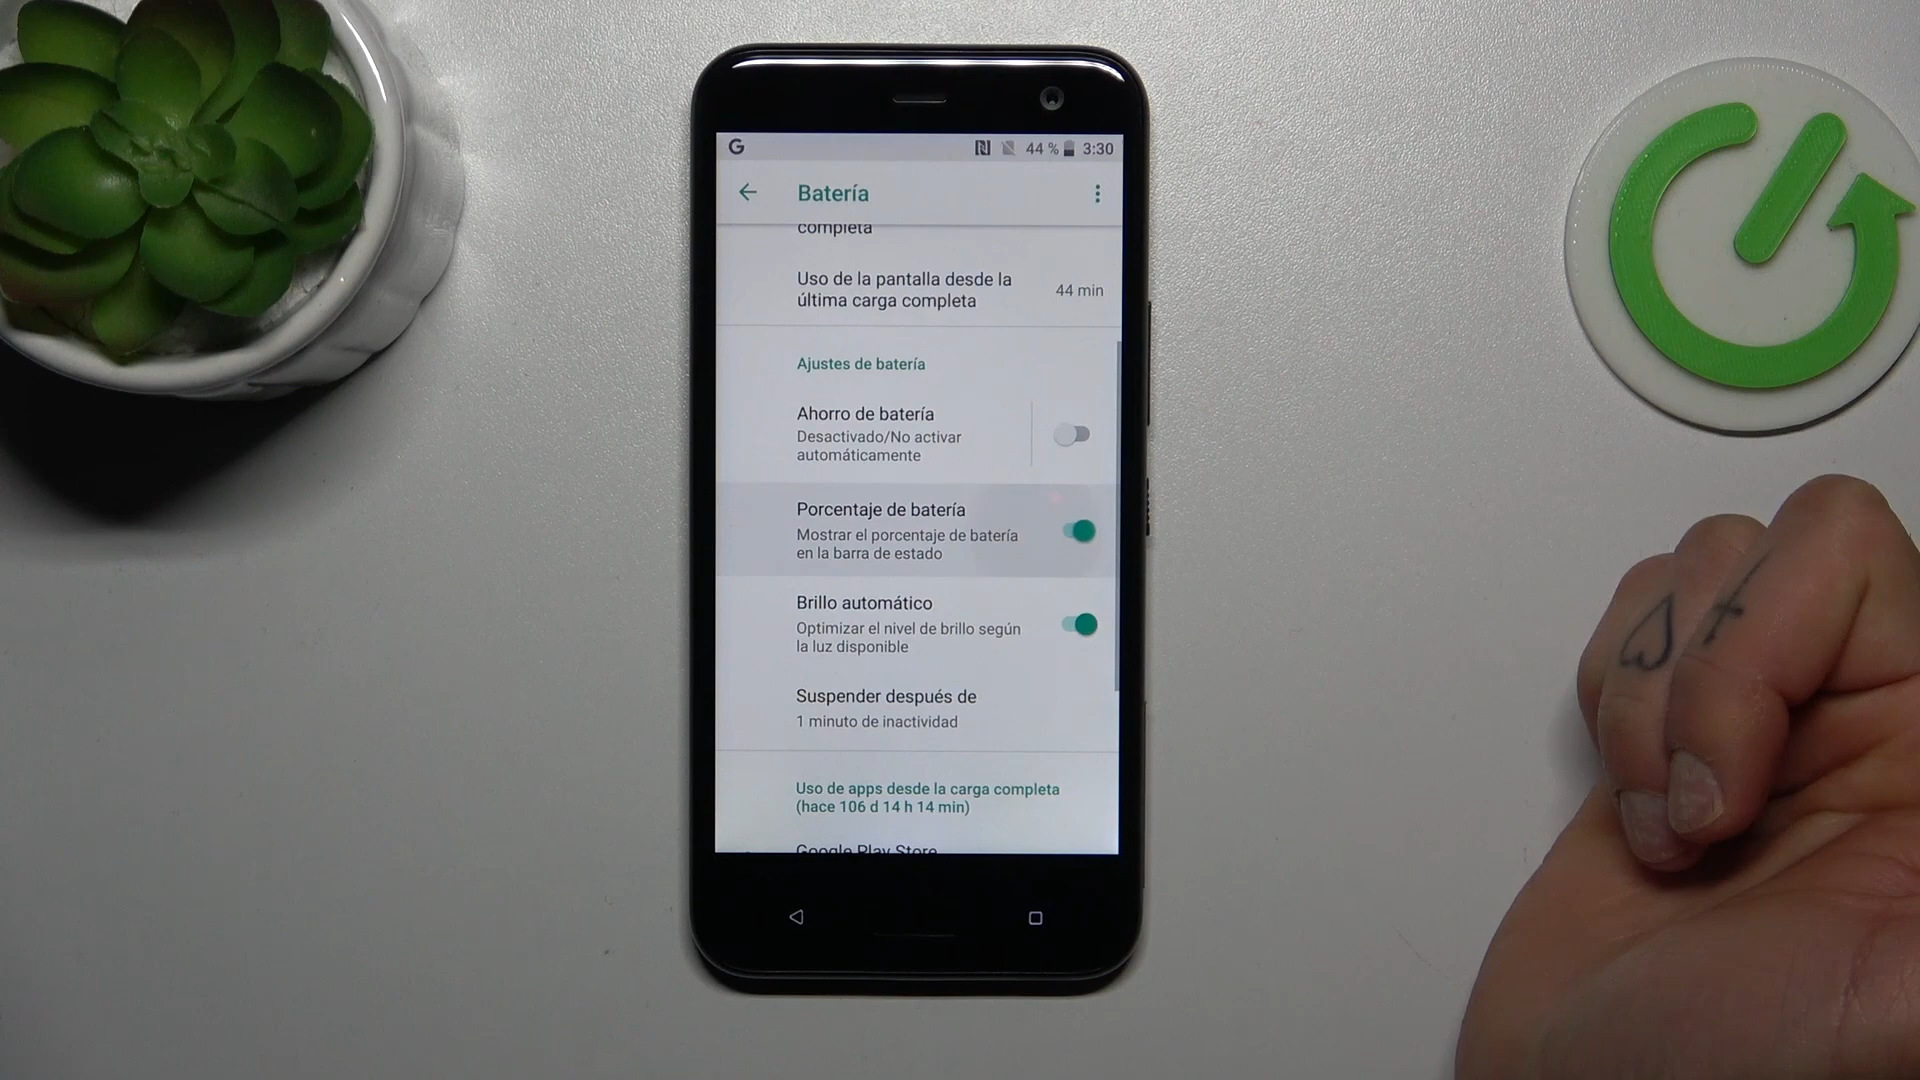 G 44 % 3:30
Batería
completa
Uso de la pantalla desde la
última carga completa
44 min
Ajustes de batería
Ahorro de batería
Desactivado/No activar
automáticamente
Porcentaje de batería
Mostrar el porcentaje de batería
en la barra de estado
Brillo automático
Optimizar el nivel de brillo según
la luz disponible
Suspender después de
1 minuto de inactividad
Uso de apps desde la carga completa
(hace 106 d 14 h 14 min)
Google Play Store